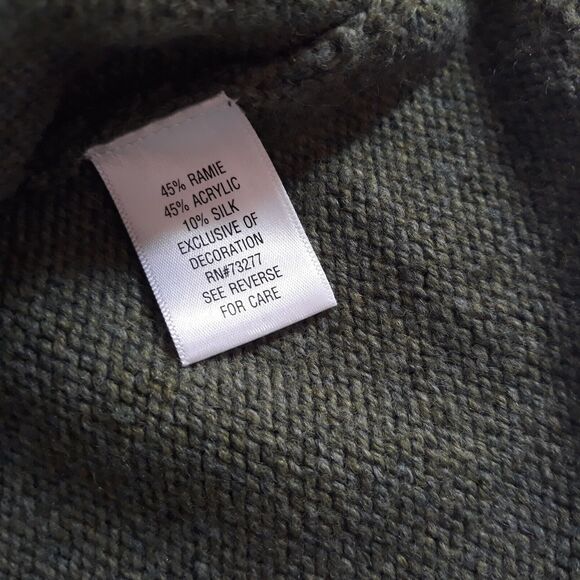 45% RAMIE
45% ACRYLIC
10% SILK
EXCLUSIVE OF
DECORATION
RN#73277
SEE REVERSE
FOR CARE